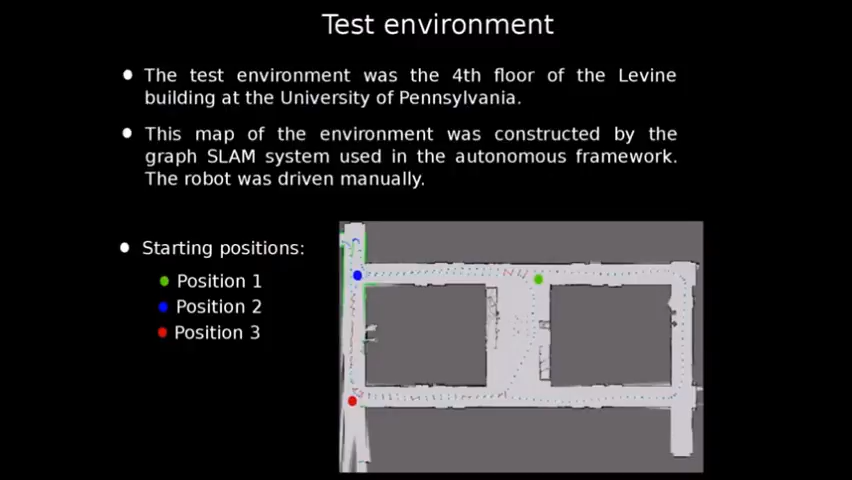 Test environment
The test environment was the 4th floor of the Levine
building at the University of Pennsylvania.
This map of the environment was constructed by the
graph SLAM system used in the autonomous framework.
The robot was driven manually.
Starting positions:
Position 1
Position 2
Position 3